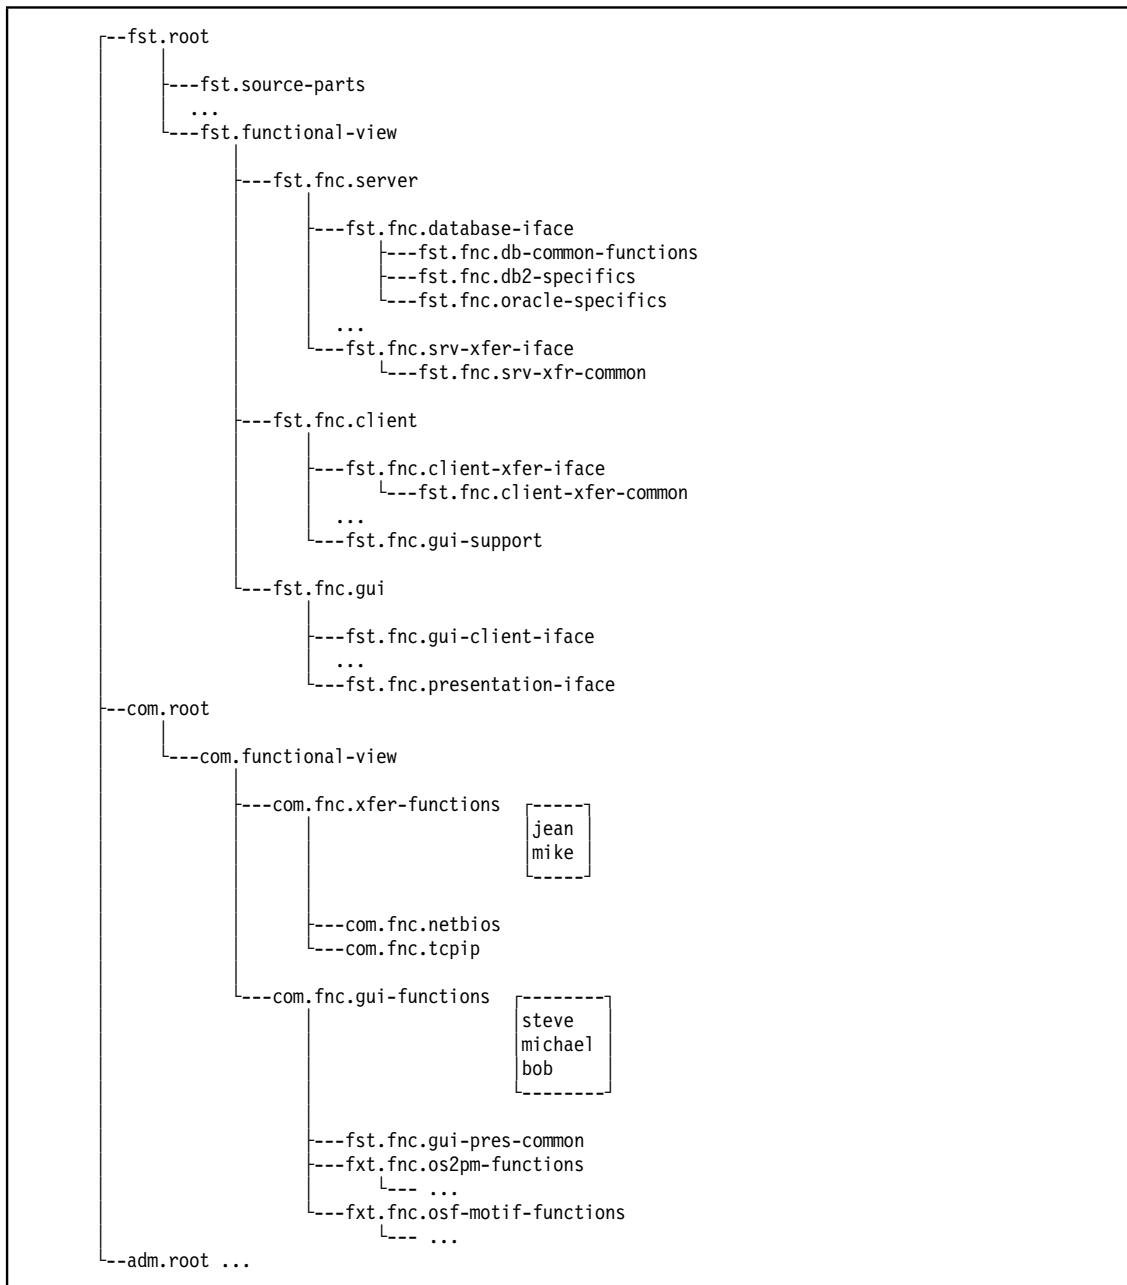 --fst.root
---fst.source-parts
...
---fst.functional-view
---fst.fnc.server
---fst.fnc.database-iface
---fst.fnc.db-common-functions
---fst.fnc.db2-specifics
---fst.fnc.oracle-specifics
...
---fst.fnc.srv-xfer-iface
---fst.fnc.srv-xfr-common
---fst.fnc.client
---fst.fnc.client-xfer-iface
---fst.fnc.client-xfer-common
...
---fst.fnc.gui-support
---fst.fnc.gui
---fst.fnc.gui-client-iface
...
---fst.fnc.presentation-iface
--com.root
---com.functional-view
---com.fnc.xfer-functions
jean
mike
---com.fnc.netbios
---com.fnc.tcpip
---com.fnc.gui-functions
steve
michael
bob
---fst.fnc.gui-pres-common
---fxt.fnc.os2pm-functions
--- ...
---fxt.fnc.osf-motif-functions
--- ...
--adm.root ...